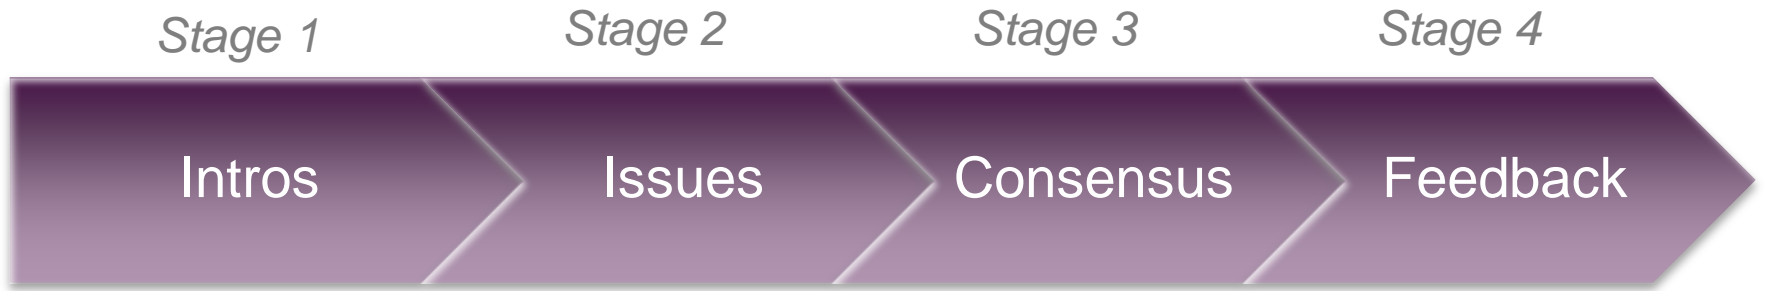 Stage 1
Stage 2
Stage 3
Stage 4
Intros
Issues
Consensus
Feedback